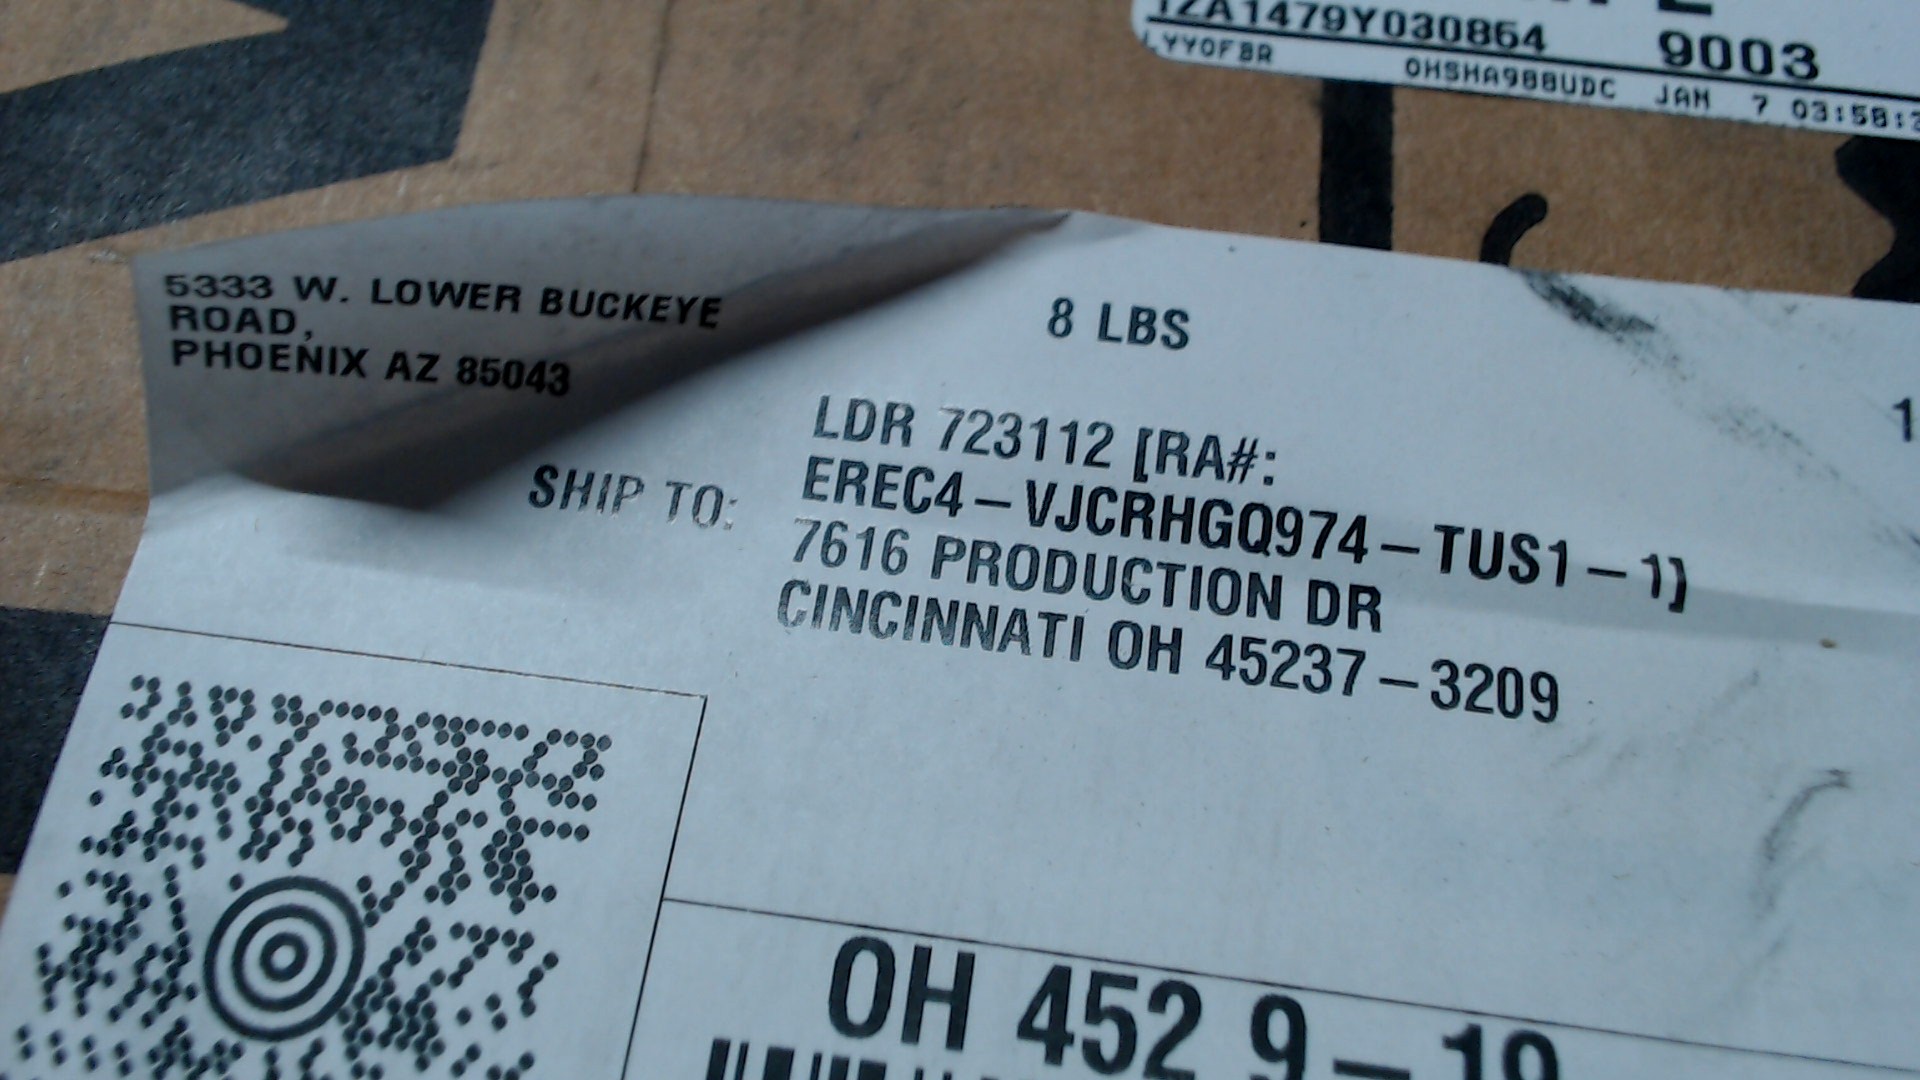 1ZA1479Y030864 9003
LYYOFBR OHSHA988UDC JAN 7 03:58:
5333 W. LOWER BUCKEYE
ROAD,
PHOENIX AZ 85043
8 LBS
1
SHIP TO:
LDR 723112 [RA#:
EREC4-VJCRHGQ974-TUS1-1]
7616 PRODUCTION DR
CINCINNATI OH 45237-3209
OH 452 9-19